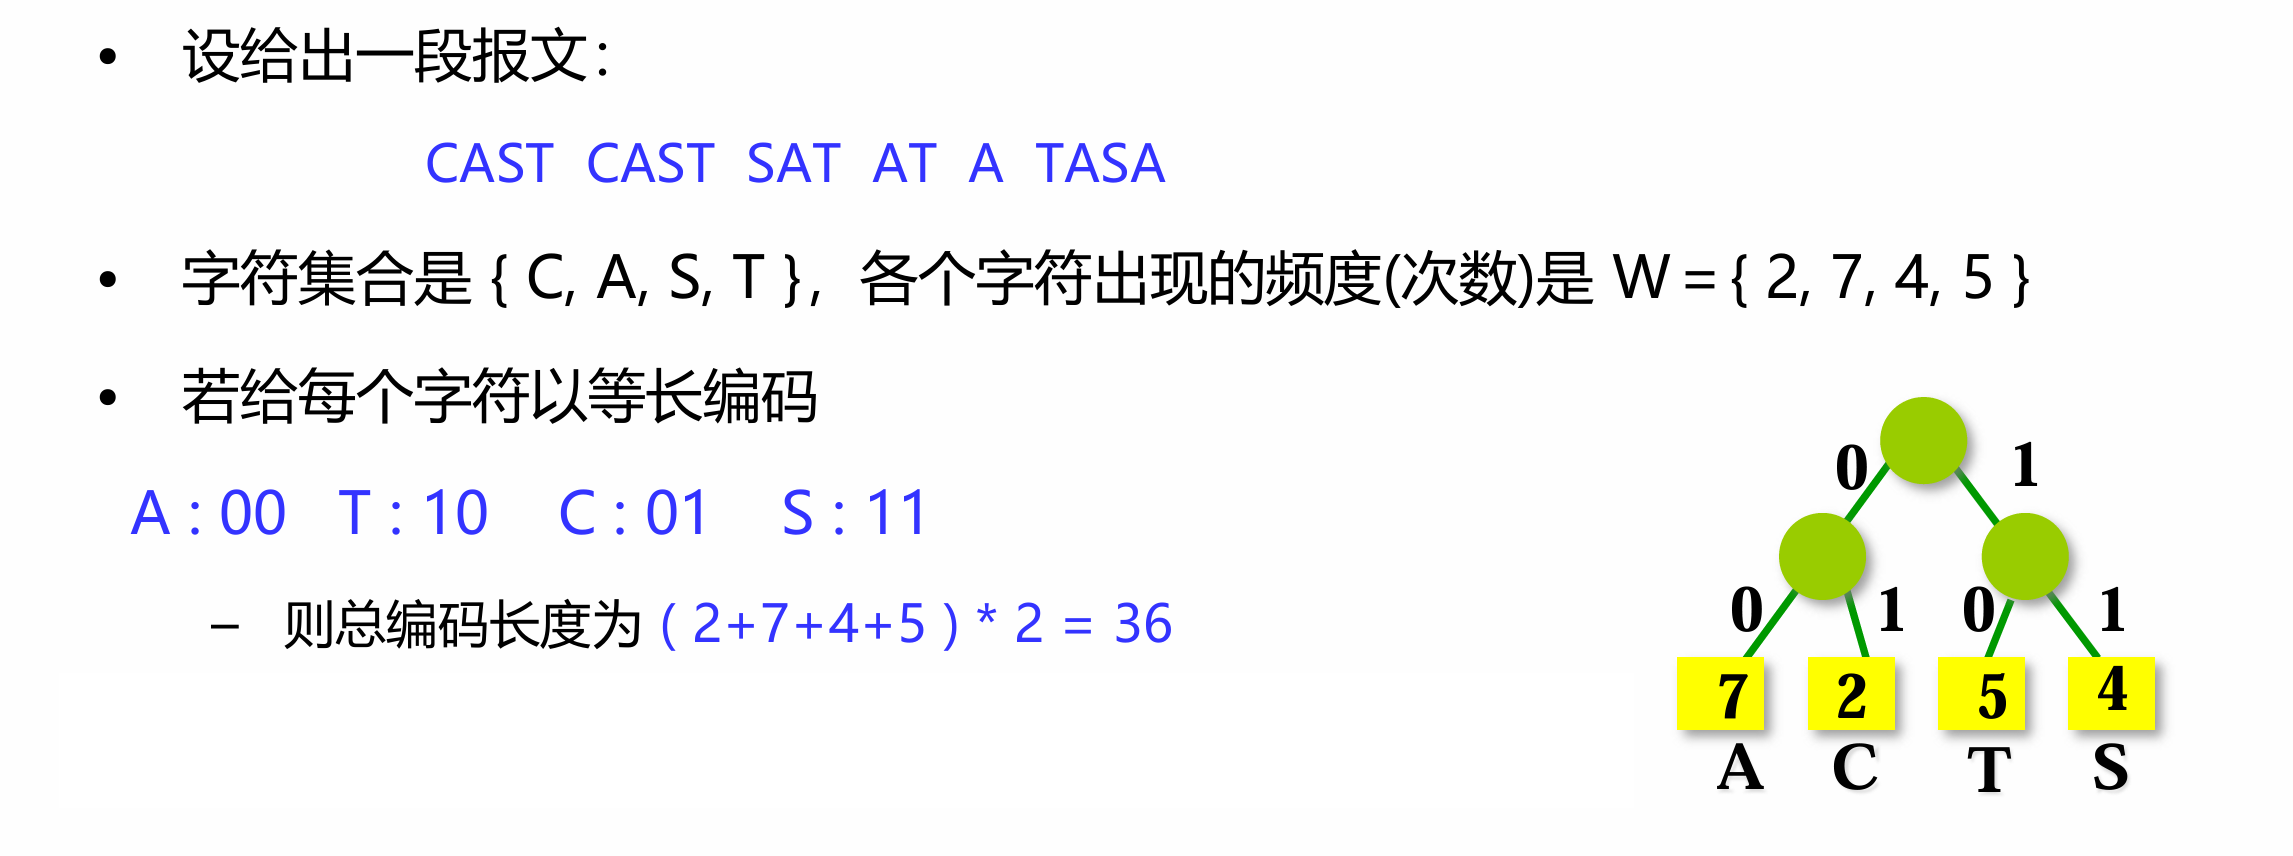 • 设给出一段报文:
CAST CAST SAT AT A TASA
• 字符集合是 { C, A, S, T }, 各个字符出现的频度(次数)是 W = { 2, 7, 4, 5 }
• 若给每个字符以等长编码
A : 00 T : 10 C : 01 S : 11
– 则总编码长度为 ( 2+7+4+5 ) * 2 = 36
0 1
0 1 0 1
7 2 5 4
A C T S